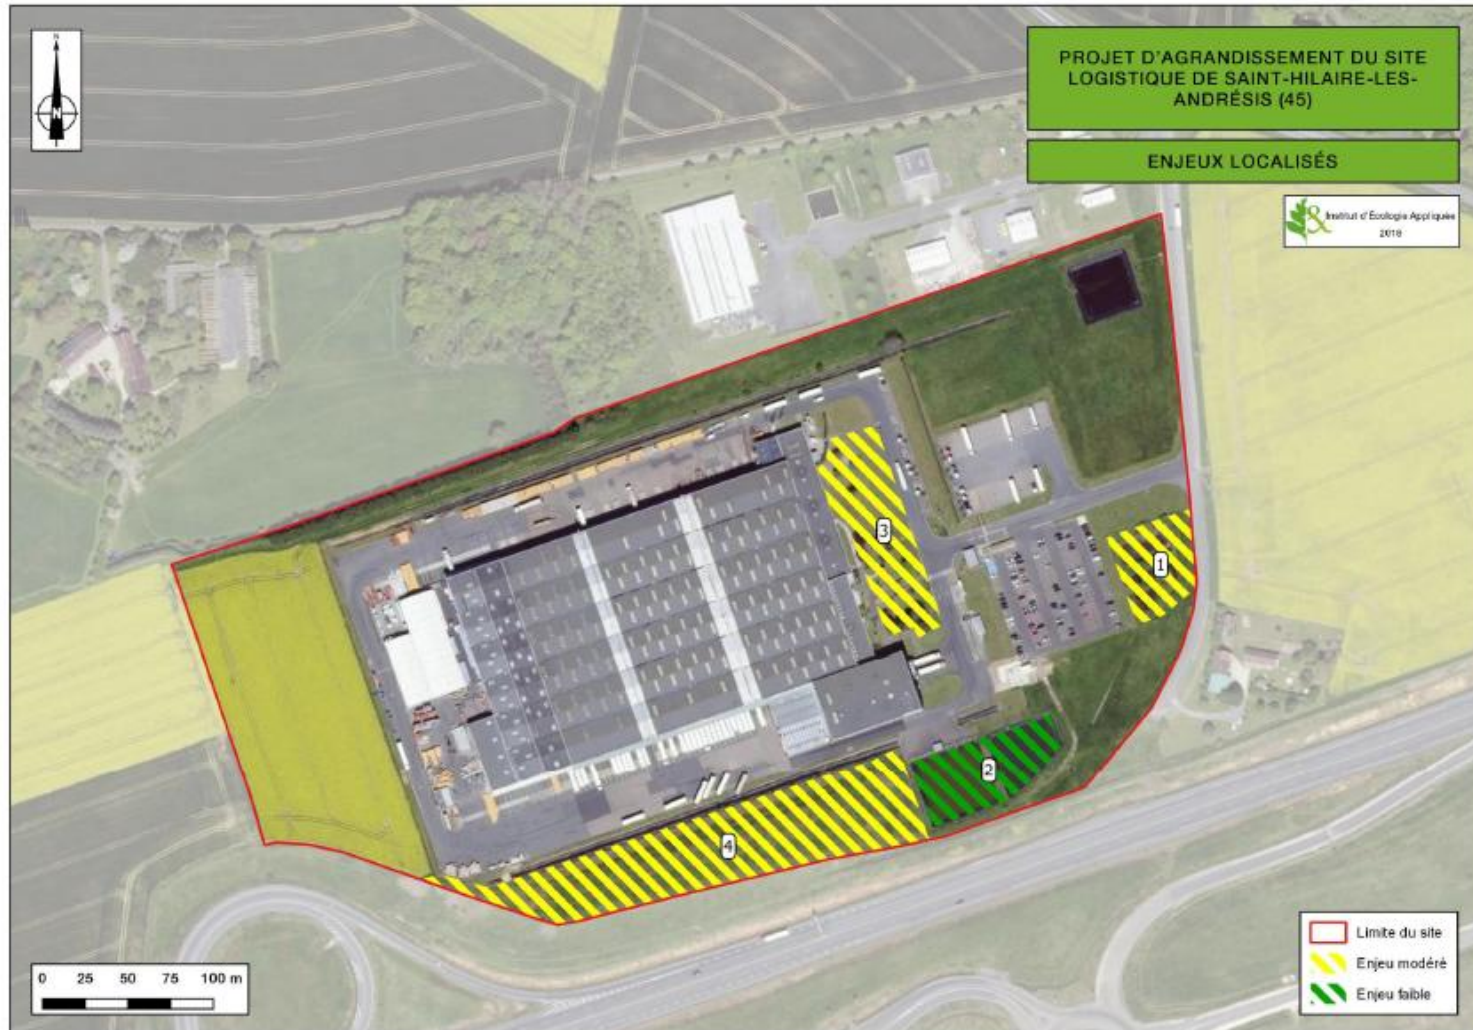 N
N
PROJET D'AGRANDISSEMENT DU SITE
LOGISTIQUE DE SAINT-HILAIRE-LES-
ANDRÉSIS (45)
ENJEUX LOCALISÉS
& Institut d'Écologie Appliquée
2018
3
1
2
4
0 25 50 75 100 m
Limite du site
Enjeu modéré
Enjeu faible